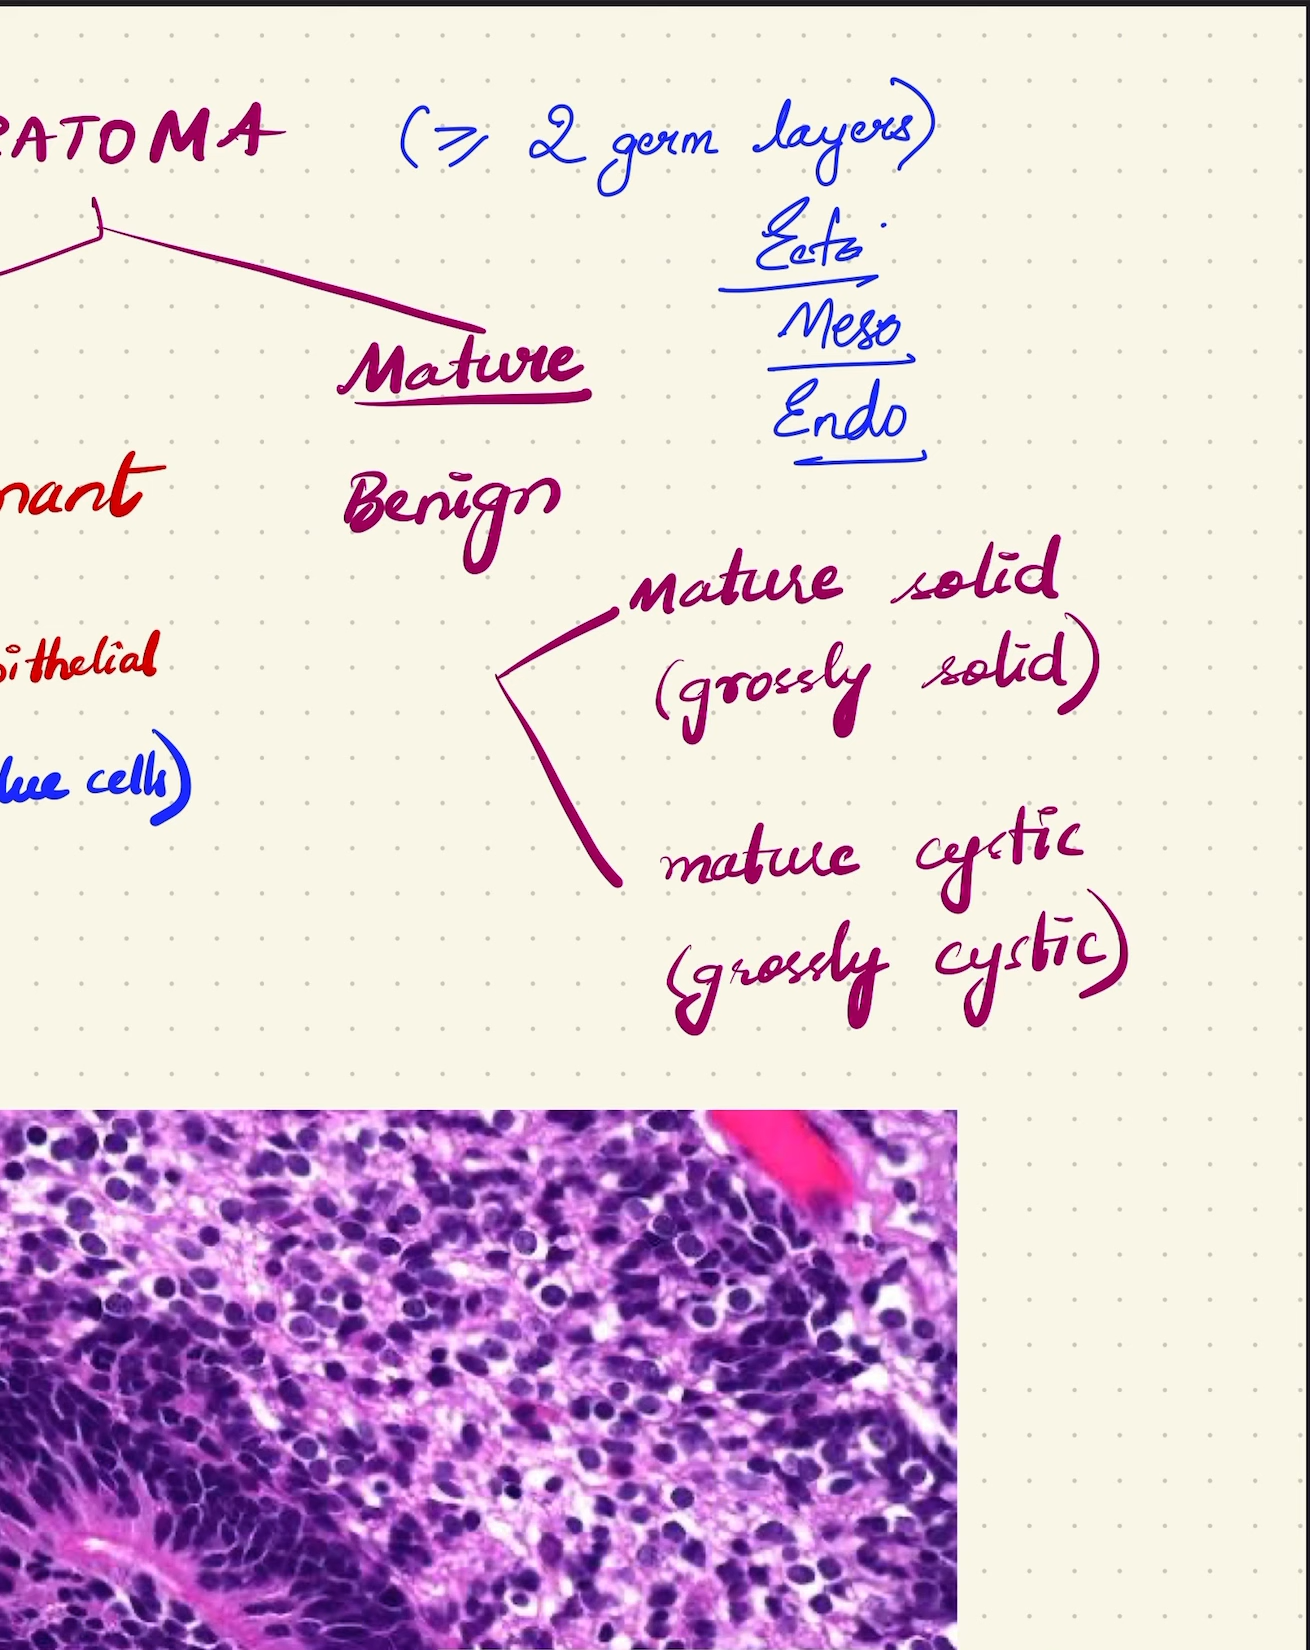 RATOMA (≥ 2 germ layers)
Ecto
Meso
Endo
Mature
nant Benign
Mature solid
(grossly solid)
ithelial
lue cells)
mature cystic
(grossly cystic)